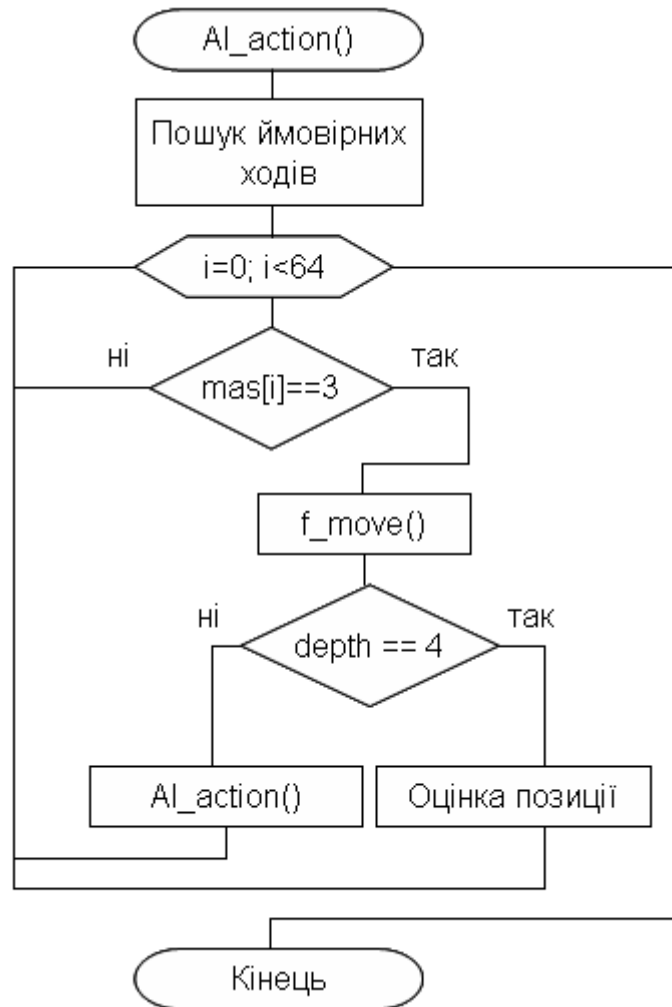 AI_action()
Пошук ймовірних
ходів
i=0; i<64
ні
так
mas[i]==3
f_move()
ні
так
depth == 4
AI_action()
Оцінка позиції
Кінець